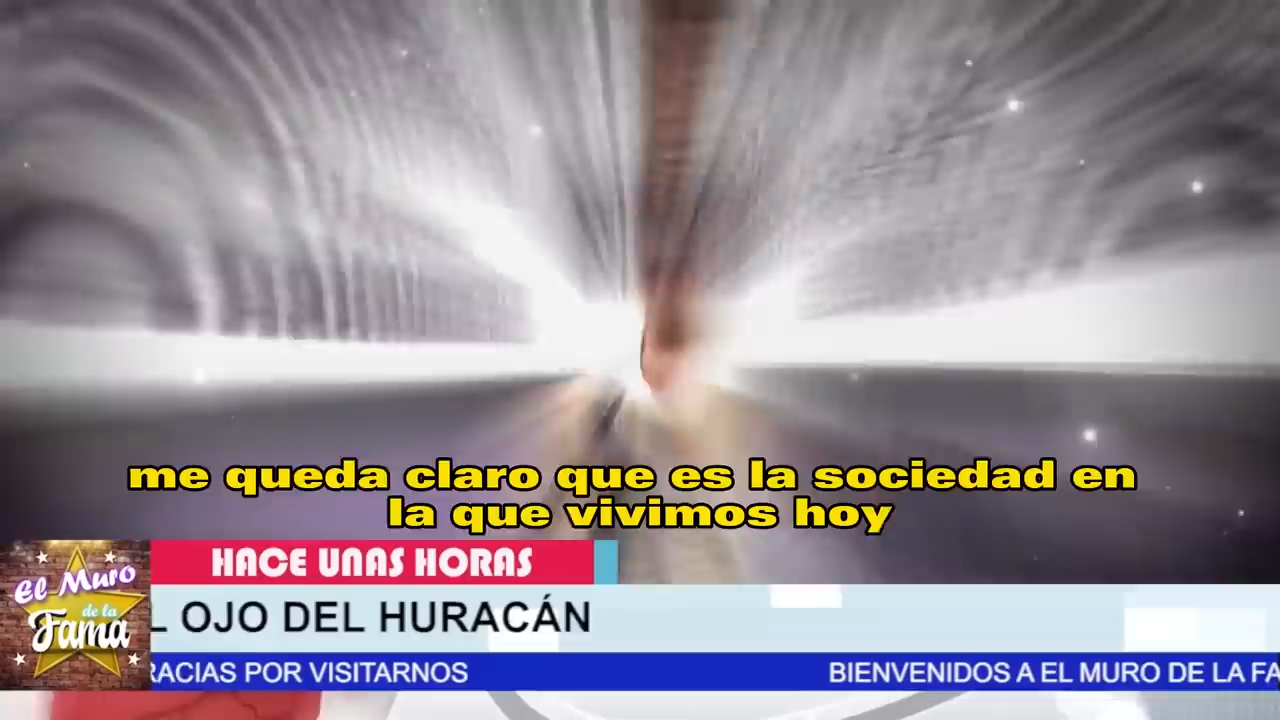 me queda claro que es la sociedad en
la que vivimos hoy
HACE UNAS HORAS
El Muro
de la
Fama
L OJO DEL HURACÁN
RACIAS POR VISITARNOS
BIENVENIDOS A EL MURO DE LA FA